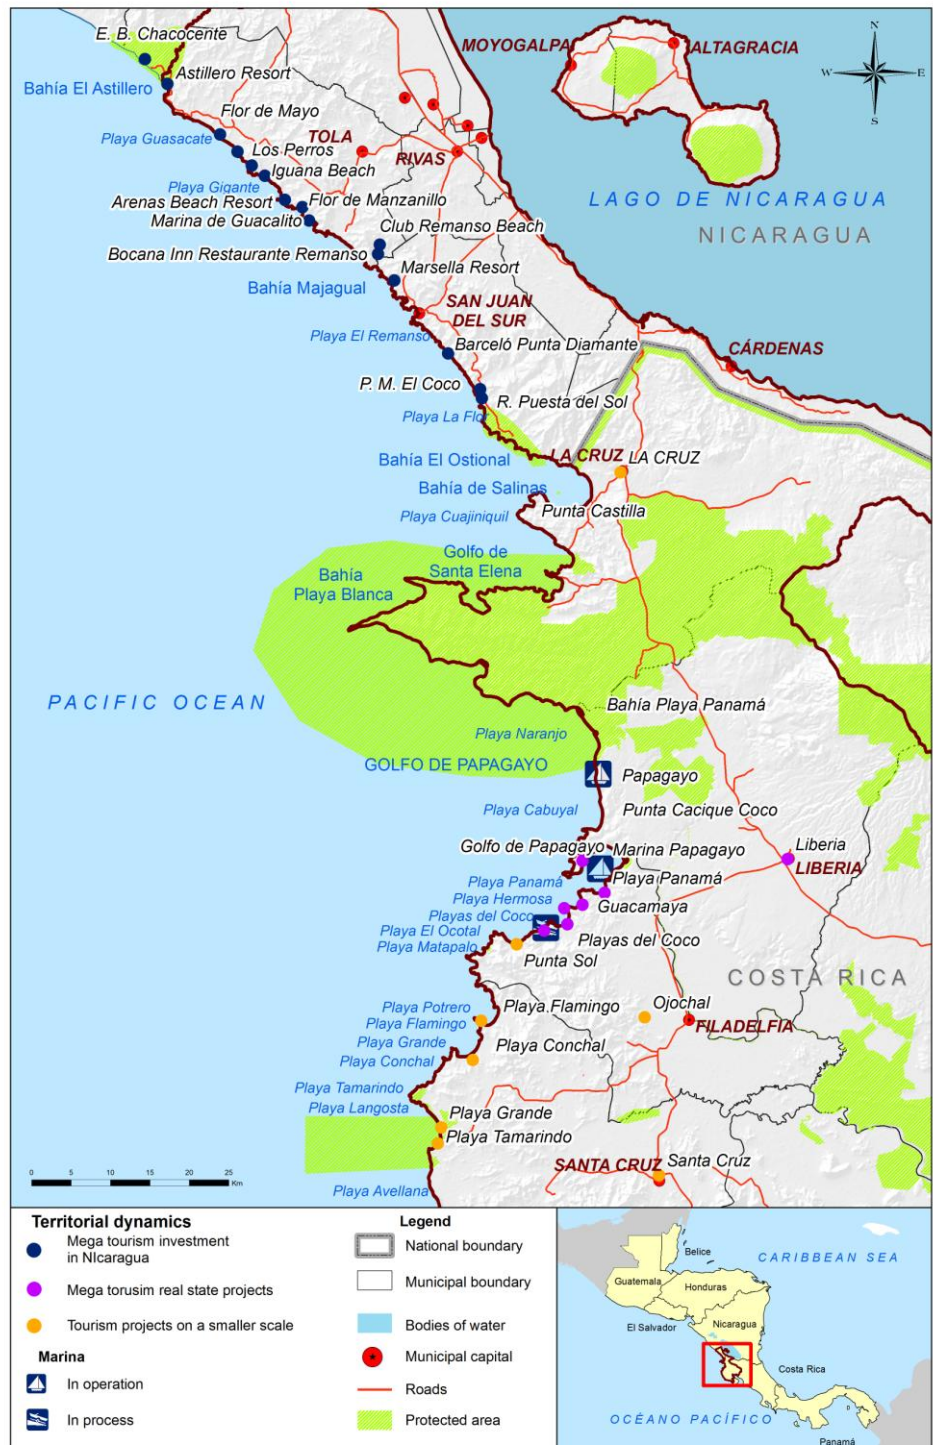 E. B. Chacocente
MOYOGALPA
ALTAGRACIA
N
W
E
S
Astillero Resort
Bahía El Astillero
Flor de Mayo
Playa Guasacate
Los Perros
TOLA
RIVAS
Iguana Beach
Playa Gigante
Arenas Beach Resort
Flor de Manzanillo
LAGO DE NICARAGUA
Marina de Guacalito
Club Remanso Beach
NICARAGUA
Bocana Inn Restaurante Remanso
Marsella Resort
Bahía Majagual
SAN JUAN
DEL SUR
Playa El Remanso
Barceló Punta Diamante
CÁRDENAS
P. M. El Coco
R. Puesta del Sol
Playa La Flor
Bahía El Ostional
LA CRUZ
LA CRUZ
Bahía de Salinas
Punta Castilla
Playa Cuajiniquil
Golfo de
Santa Elena
Bahía
Playa Blanca
PACIFIC OCEAN
Bahía Playa Panamá
Playa Naranjo
GOLFO DE PAPAGAYO
Papagayo
Playa Cabuyal
Punta Cacique Coco
Golfo de Papagayo
Marina Papagayo
Liberia
LIBERIA
Playa Panamá
Playa Panamá
Playa Hermosa
Guacamaya
Playas del Coco
Playa El Ocotal
Playas del Coco
Playa Matapalo
Punta Sol
COSTA RICA
Playa Potrero
Playa Flamingo
Ojochal
Playa Flamingo
FILADELFIA
Playa Grande
Playa Conchal
Playa Conchal
Playa Tamarindo
Playa Langosta
Playa Grande
Playa Tamarindo
SANTA CRUZ
Santa Cruz
Playa Avellana
0 5 10 15 20 25
Km
Territorial dynamics
Mega tourism investment
in Nicaragua
Mega torusim real state projects
Tourism projects on a smaller scale
Marina
In operation
In process
Legend
National boundary
Municipal boundary
Bodies of water
Municipal capital
Roads
Protected area
Belice
CARIBBEAN SEA
Guatemala
Honduras
El Salvador
Nicaragua
Costa Rica
OCÉANO PACÍFICO
Panamá